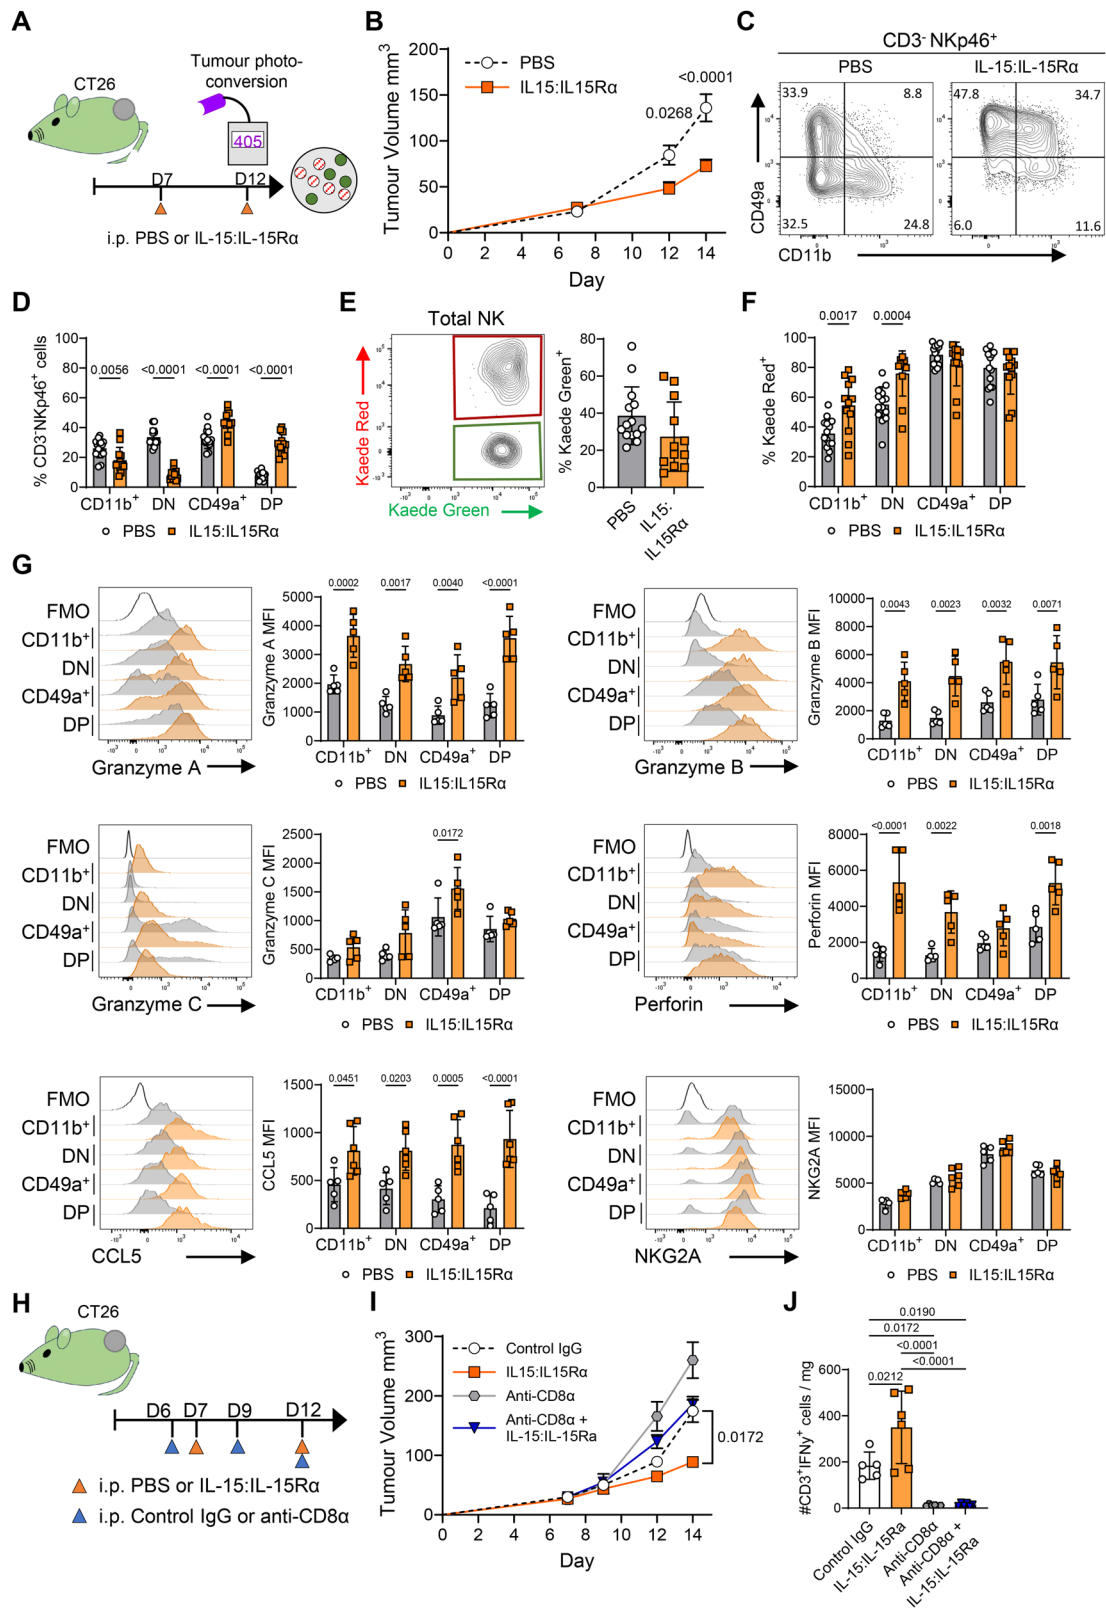 A
CT26
Tumour photo-
conversion
405
D7
D12
i.p. PBS or IL-15:IL-15Rα
B
Tumour Volume mm³
200
150
100
50
0
0 2 4 6 8 10 12 14
Day
PBS
IL15:IL15Rα
<0.0001
0.0268
C
CD3⁻ NKp46⁺
PBS
IL-15:IL-15Rα
33.9
8.8
32.5
24.8
47.8
34.7
6.0
11.6
CD49a
CD11b
D
% CD3⁻NKp46⁺ cells
100
80
60
40
20
0
0.0056 <0.0001 <0.0001 <0.0001
CD11b⁺ DN CD49a⁺ DP
PBS IL15:IL15Rα
E
Total NK
Kaede Red
Kaede Green
% Kaede Green⁺
80
60
40
20
0
PBS
IL15:
IL15Rα
F
% Kaede Red⁺
100
80
60
40
20
0
0.0017 0.0004
CD11b⁺ DN CD49a⁺ DP
PBS IL15:IL15Rα
G
FMO
CD11b⁺
DN
CD49a⁺
DP
Granzyme A
Granzyme A MFI
5000
4000
3000
2000
1000
0
0.0002 0.0017 0.0040 <0.0001
CD11b⁺ DN CD49a⁺ DP
PBS IL15:IL15Rα
FMO
CD11b⁺
DN
CD49a⁺
DP
Granzyme B
Granzyme B MFI
10000
8000
6000
4000
2000
0
0.0043 0.0023 0.0032 0.0071
CD11b⁺ DN CD49a⁺ DP
PBS IL15:IL15Rα
FMO
CD11b⁺
DN
CD49a⁺
DP
Granzyme C
Granzyme C MFI
2500
2000
1500
1000
500
0
0.0172
CD11b⁺ DN CD49a⁺ DP
PBS IL15:IL15Rα
FMO
CD11b⁺
DN
CD49a⁺
DP
Perforin
Perforin MFI
8000
6000
4000
2000
0
<0.0001 0.0022 0.0018
CD11b⁺ DN CD49a⁺ DP
PBS IL15:IL15Rα
FMO
CD11b⁺
DN
CD49a⁺
DP
CCL5
CCL5 MFI
1500
1000
500
0
0.0451 0.0203 0.0005 <0.0001
CD11b⁺ DN CD49a⁺ DP
PBS IL15:IL15Rα
FMO
CD11b⁺
DN
CD49a⁺
DP
NKG2A
NKG2A MFI
15000
10000
5000
0
CD11b⁺ DN CD49a⁺ DP
PBS IL15:IL15Rα
H
CT26
D6 D7 D9 D12
i.p. PBS or IL-15:IL-15Rα
i.p. Control IgG or anti-CD8α
I
Tumour Volume mm³
300
200
100
0
0 2 4 6 8 10 12 14
Day
Control IgG
IL15:IL15Rα
Anti-CD8α
Anti-CD8α +
IL-15:IL-15Ra
0.0172
J
#CD3⁺IFNγ⁺ cells / mg
600
400
200
0
0.0190
0.0172
<0.0001
<0.0001
0.0212
Control IgG
IL-15:IL-15Ra
Anti-CD8α
Anti-CD8α +
IL-15:IL-15Ra